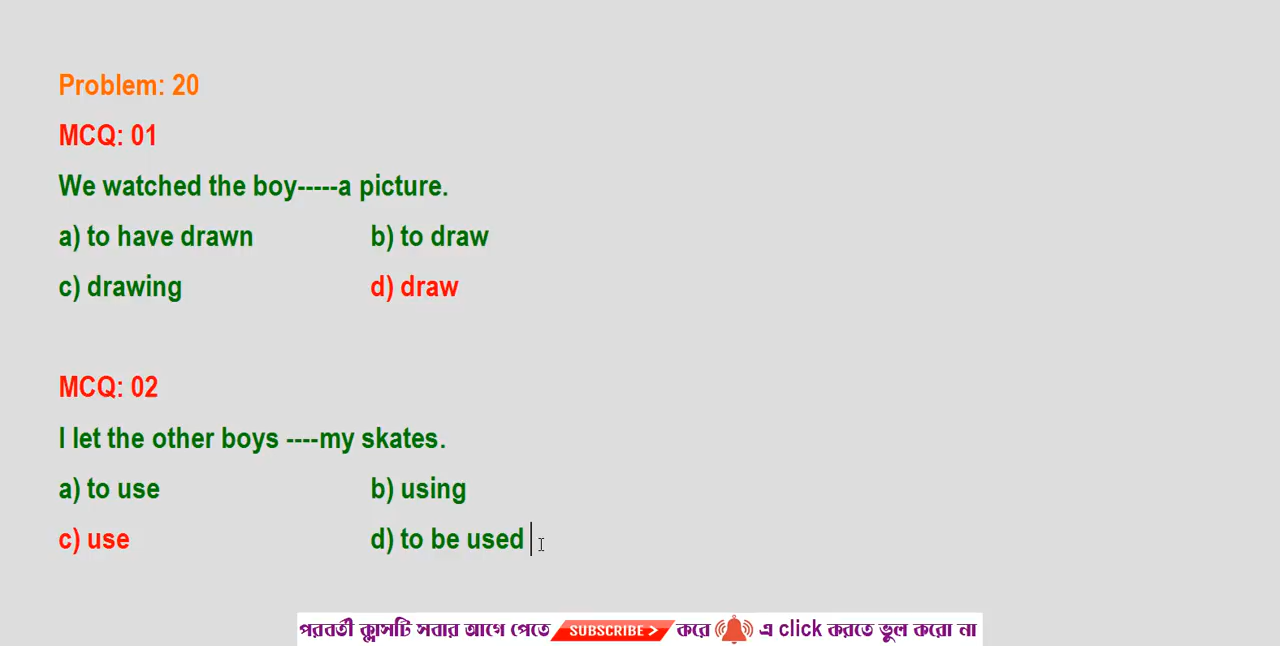 Problem: 20
MCQ: 01
We watched the boy-----a picture.
a) to have drawn b) to draw
c) drawing d) draw
MCQ: 02
I let the other boys ----my skates.
a) to use b) using
c) use d) to be used
পরবর্তী ক্লাসটি সবার আগে পেতে SUBSCRIBE > করে এ click করতে ভুল করো না